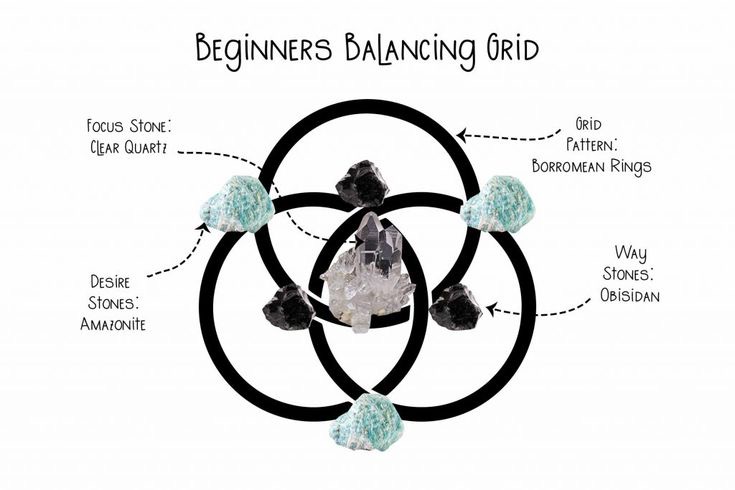 Beginners Balancing Grid
Focus Stone:
Clear Quartz
Grid
Pattern:
Borromean Rings
Desire
Stones:
Amazonite
Way
Stones:
Obisidan